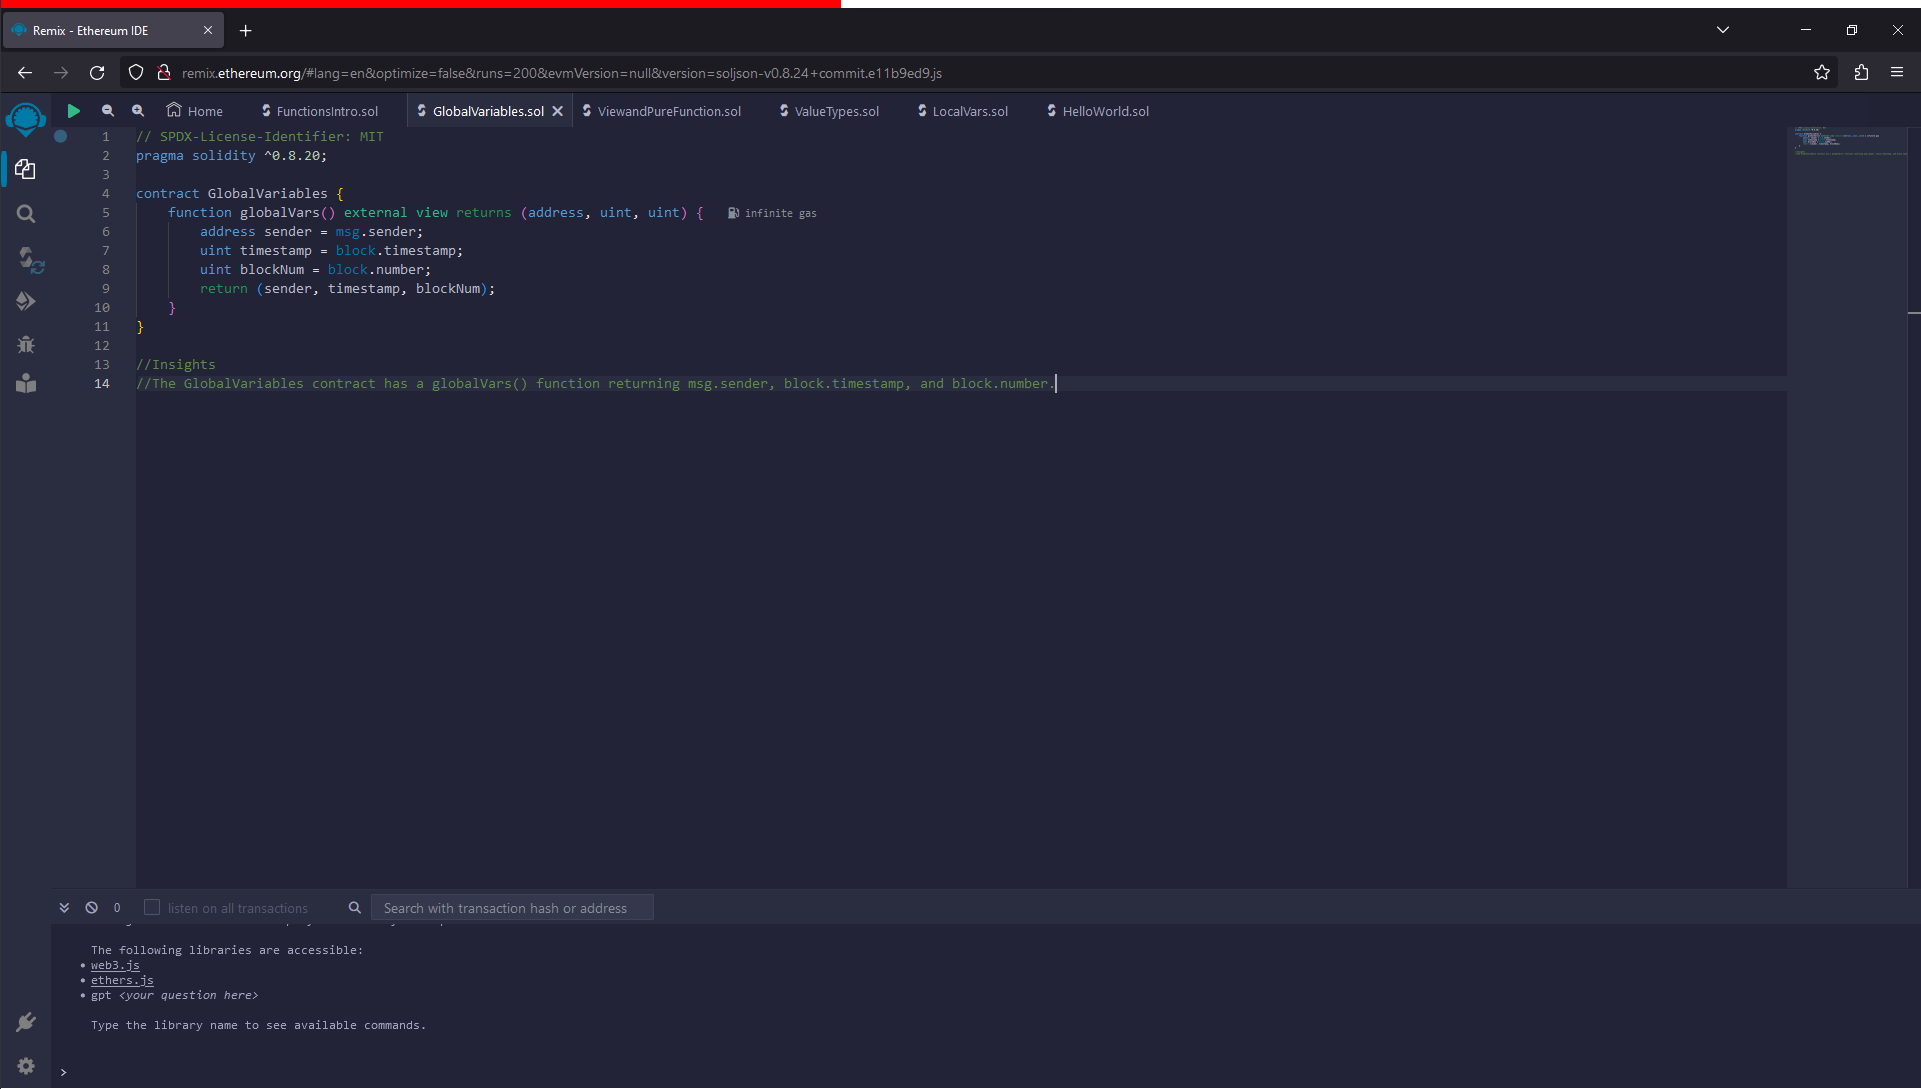 Remix - Ethereum IDE
remix.ethereum.org/#lang=en&optimize=false&runs=200&evmVersion=null&version=soljson-v0.8.24+commit.e11b9ed9.js
Home FunctionsIntro.sol GlobalVariables.sol ViewandPureFunction.sol ValueTypes.sol LocalVars.sol HelloWorld.sol
1 // SPDX-License-Identifier: MIT
2 pragma solidity ^0.8.20;
3
4 contract GlobalVariables {
5 function globalVars() external view returns (address, uint, uint) { infinite gas
6 address sender = msg.sender;
7 uint timestamp = block.timestamp;
8 uint blockNum = block.number;
9 return (sender, timestamp, blockNum);
10 }
11 }
12
13 //Insights
14 //The GlobalVariables contract has a globalVars() function returning msg.sender, block.timestamp, and block.number.
0 listen on all transactions Search with transaction hash or address
The following libraries are accessible:
• web3.js
• ethers.js
• gpt <your question here>
Type the library name to see available commands.
>